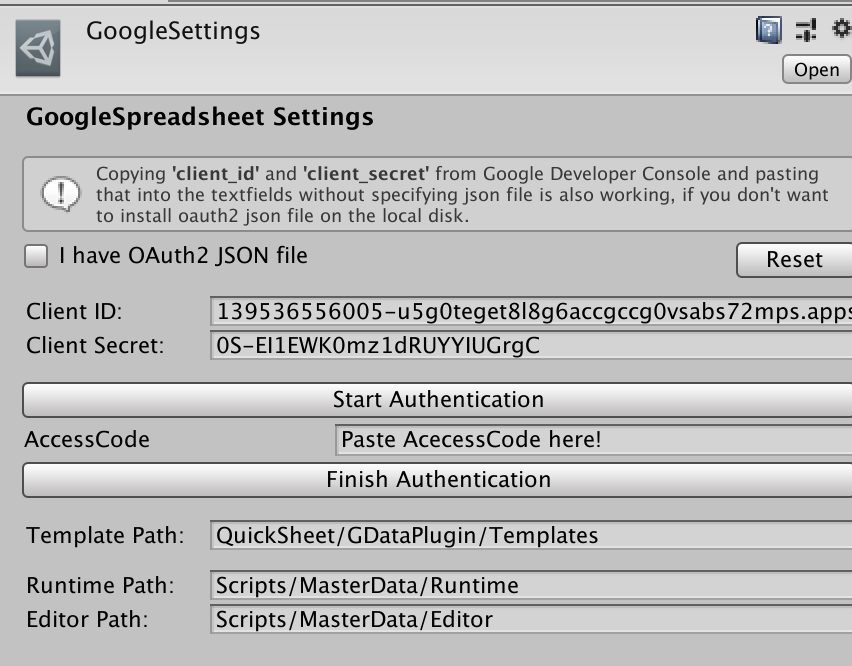 GoogleSettings
Open
GoogleSpreadsheet Settings
Copying 'client_id' and 'client_secret' from Google Developer Console and pasting
that into the textfields without specifying json file is also working, if you don't want
to install oauth2 json file on the local disk.
I have OAuth2 JSON file
Reset
Client ID: 139536556005-u5g0teget8l8g6accgccg0vsabs72mps.apps
Client Secret: 0S-EI1EWK0mz1dRUYYIUGrgC
Start Authentication
AccessCode Paste AcecessCode here!
Finish Authentication
Template Path: QuickSheet/GDataPlugin/Templates
Runtime Path: Scripts/MasterData/Runtime
Editor Path: Scripts/MasterData/Editor